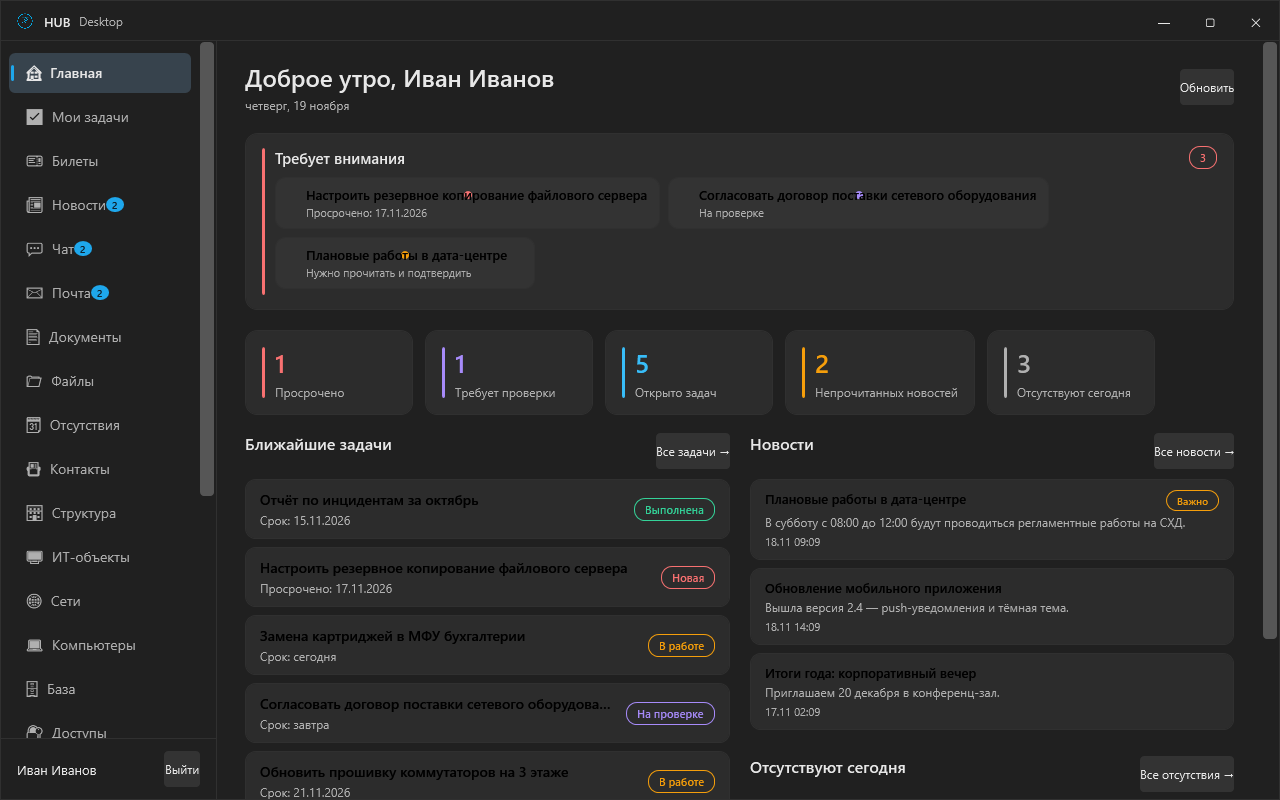 HUB Desktop
Главная
Мои задачи
Билеты
Новости 2
Чат 2
Почта 2
Документы
Файлы
Отсутствия
Контакты
Структура
ИТ-объекты
Сети
Компьютеры
База
Доступы
Иван Иванов
Выйти
Доброе утро, Иван Иванов
четверг, 19 ноября
Обновить
Требует внимания
3
Настроить резервное копирование файлового сервера
Просрочено: 17.11.2026
Согласовать договор поставки сетевого оборудования
На проверке
Плановые работы в дата-центре
Нужно прочитать и подтвердить
1
Просрочено
1
Требует проверки
5
Открыто задач
2
Непрочитанных новостей
3
Отсутствуют сегодня
Ближайшие задачи
Все задачи →
Отчёт по инцидентам за октябрь
Срок: 15.11.2026
Выполнена
Настроить резервное копирование файлового сервера
Просрочено: 17.11.2026
Новая
Замена картриджей в МФУ бухгалтерии
Срок: сегодня
В работе
Согласовать договор поставки сетевого оборудова...
Срок: завтра
На проверке
Обновить прошивку коммутаторов на 3 этаже
Срок: 21.11.2026
В работе
Новости
Все новости →
Плановые работы в дата-центре
Важно
В субботу с 08:00 до 12:00 будут проводиться регламентные работы на СХД.
18.11 09:09
Обновление мобильного приложения
Вышла версия 2.4 — push-уведомления и тёмная тема.
18.11 14:09
Итоги года: корпоративный вечер
Приглашаем 20 декабря в конференц-зал.
17.11 02:09
Отсутствуют сегодня
Все отсутствия →